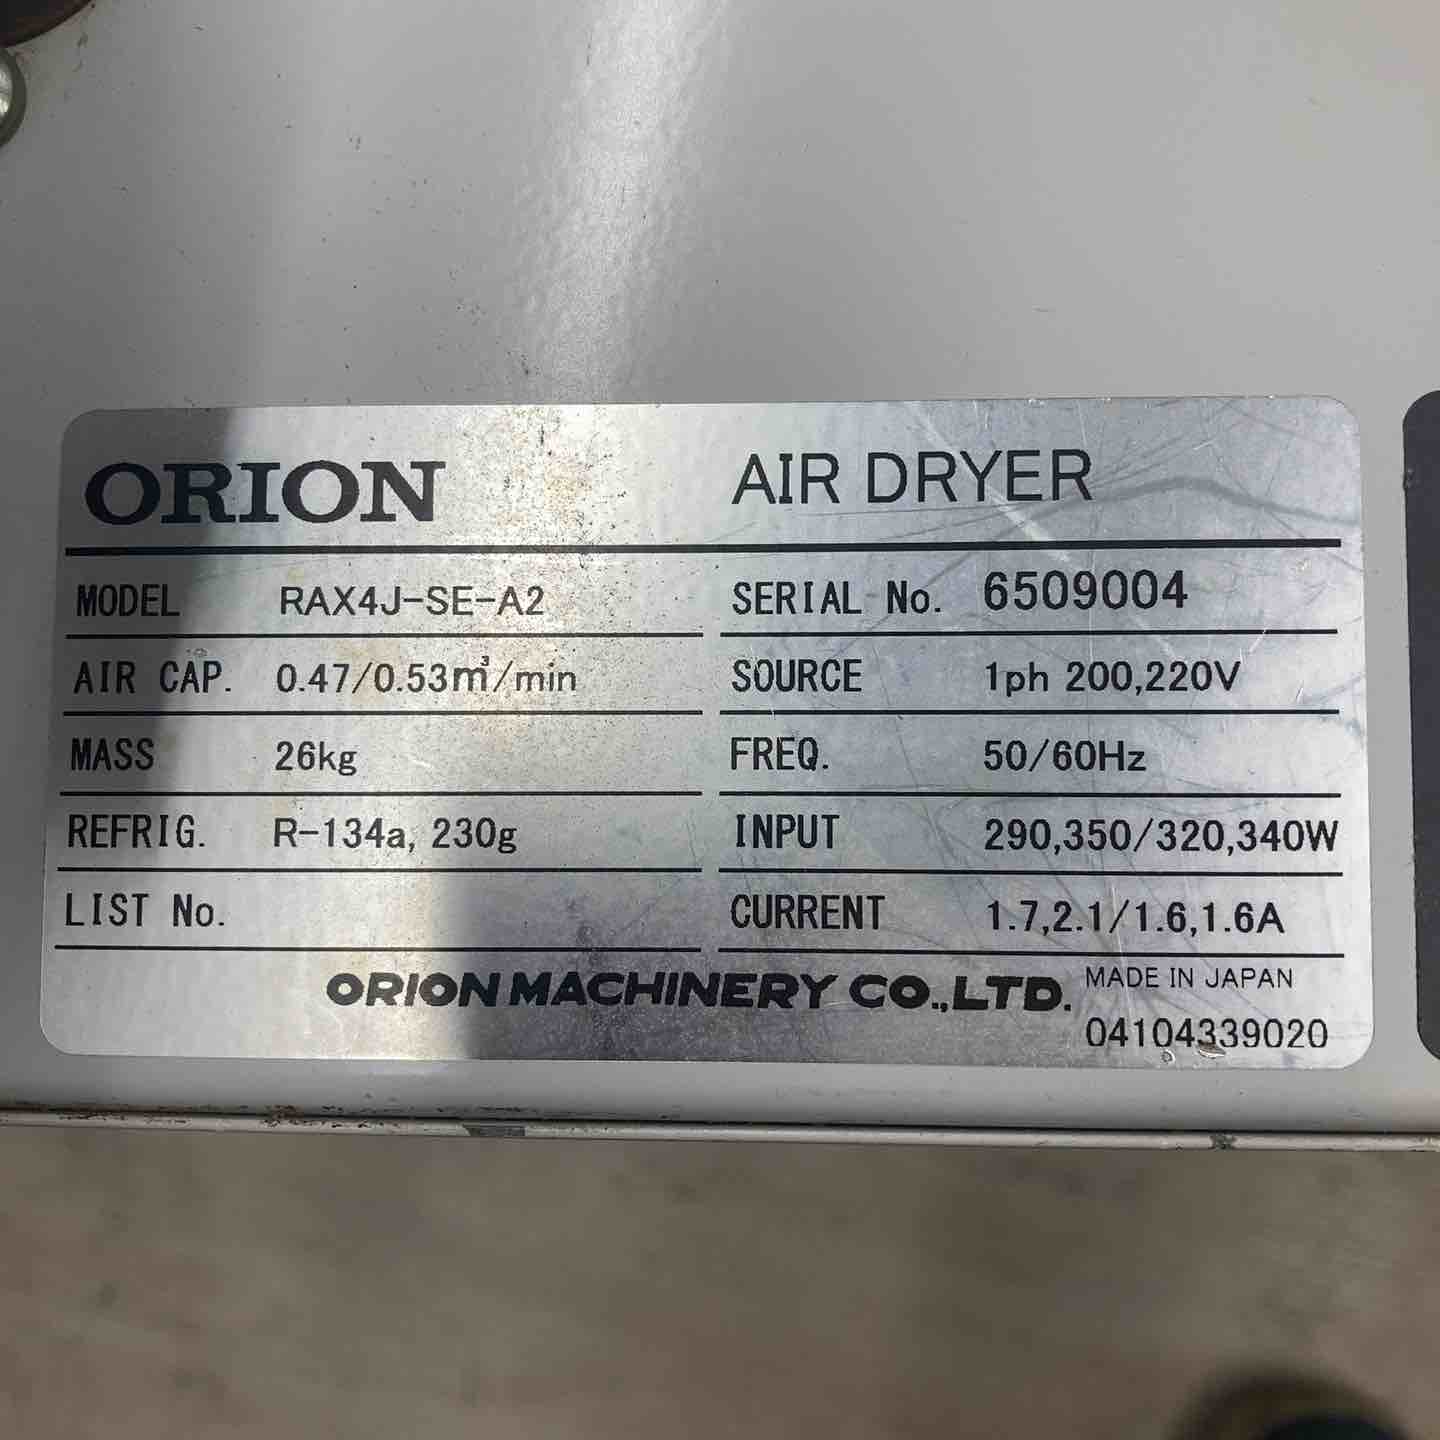 ORION AIR DRYER
MODEL RAX4J-SE-A2 SERIAL No. 6509004
AIR CAP. 0.47/0.53m³/min SOURCE 1ph 200,220V
MASS 26kg FREQ. 50/60Hz
REFRIG. R-134a, 230g INPUT 290,350/320,340W
LIST No. CURRENT 1.7,2.1/1.6,1.6A
ORION MACHINERY CO.,LTD. MADE IN JAPAN
04104339020